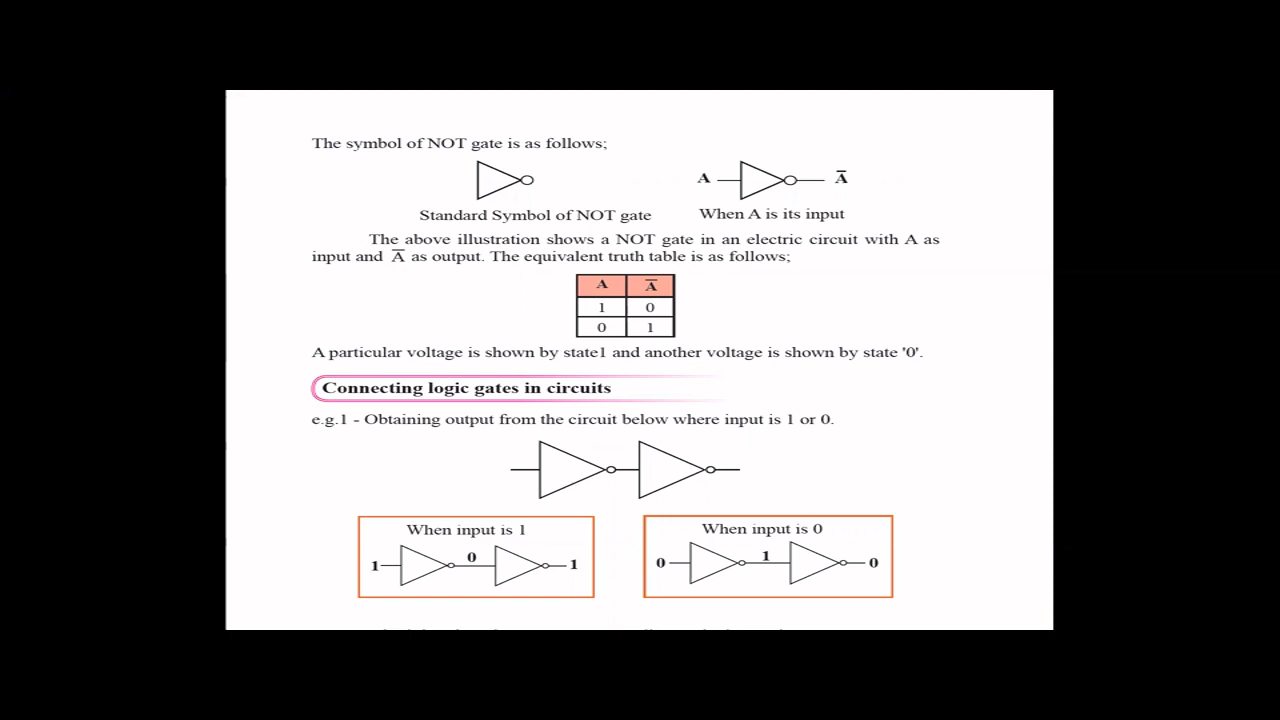 The symbol of NOT gate is as follows;
A A̅
Standard Symbol of NOT gate When A is its input
The above illustration shows a NOT gate in an electric circuit with A as
input and A̅ as output. The equivalent truth table is as follows;
A A̅
1 0
0 1
A particular voltage is shown by state1 and another voltage is shown by state '0'.
Connecting logic gates in circuits
e.g.1 - Obtaining output from the circuit below where input is 1 or 0.
When input is 1
1 0 1
When input is 0
0 1 0